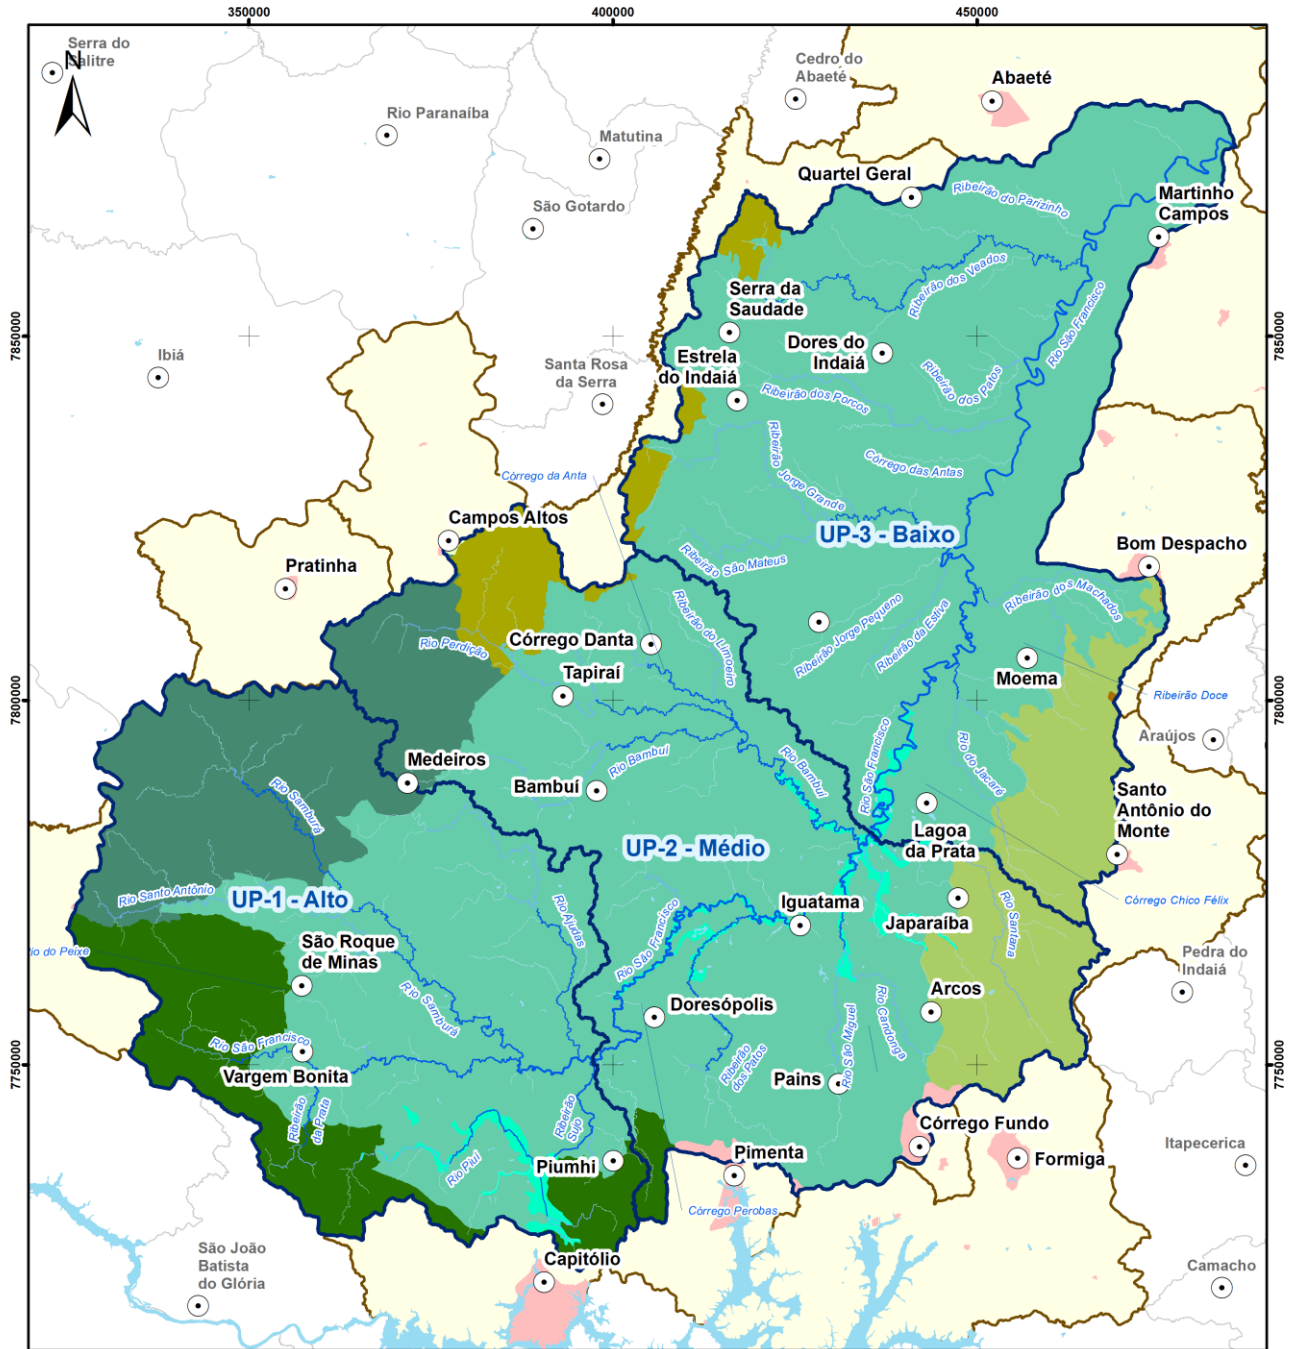 350000
400000
450000
Serra do
Salitre
N
Rio Paranaíba
Matutina
São Gotardo
Cedro do
Abaeté
Abaeté
Quartel Geral
Ribeirão do Parizinho
Martinho
Campos
Ribeirão dos Veados
Rio São Francisco
Serra da
Saudade
7850000
7850000
Ibiá
Santa Rosa
da Serra
Estrela
do Indaiá
Dores do
Indaiá
Ribeirão dos Patos
Ribeirão dos Porcos
Ribeirão
Jorge Grande
Córrego das Antas
Córrego da Anta
Campos Altos
UP-3 - Baixo
Pratinha
Ribeirão São Mateus
Bom Despacho
Ribeirão dos Machados
Ribeirão do Limoeiro
Ribeirão Jorge Pequeno
Ribeirão da Estiva
Rio Perdição
Córrego Danta
Tapiraí
Moema
Ribeirão Doce
7800000
7800000
Araújos
Rio São Francisco
Rio do Jacaré
Medeiros
Bambuí
Rio Bambuí
Rio Bambuí
Rio Samburá
Santo
Antônio do
Monte
Lagoa
da Prata
UP-2 - Médio
UP-1 - Alto
Rio Santo Antônio
Rio Ajudas
Iguatama
Japaraíba
Rio Santana
Córrego Chico Félix
São Roque
de Minas
io do Peixe
Rio São Francisco
Pedra do
Indaiá
Rio Samburá
Doresópolis
Arcos
Rio Candonga
Rio São Miguel
Rio São Francisco
Vargem Bonita
7750000
7750000
Ribeirão
dos Patos
Pains
Ribeirão
da Prata
Ribeirão
Sujo
Rio Piuí
Piumhi
Pimenta
Córrego Fundo
Formiga
Itapecerica
Córrego Perobas
São João
Batista
do Glória
Capitólio
Camacho